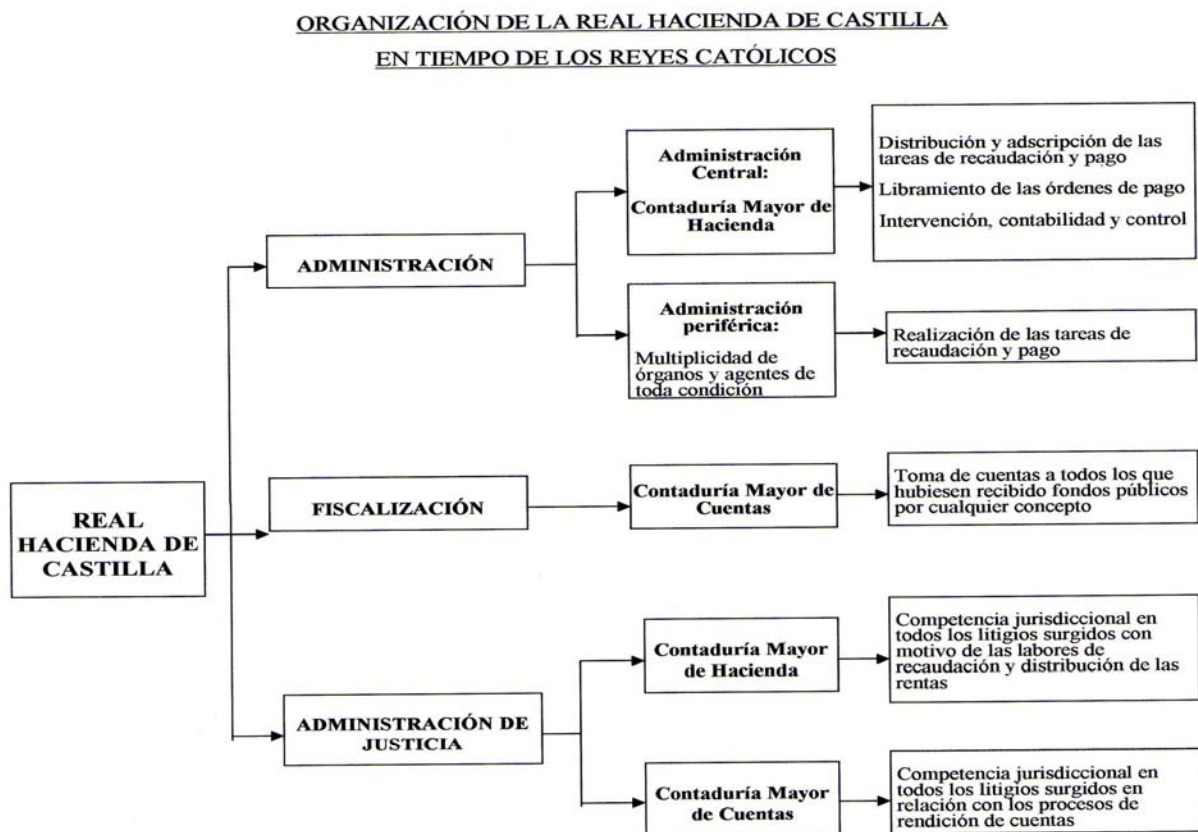 ORGANIZACIÓN DE LA REAL HACIENDA DE CASTILLA
EN TIEMPO DE LOS REYES CATÓLICOS
Administración
Central:
Contaduría Mayor de
Hacienda
Distribución y adscripción de las
tareas de recaudación y pago
Libramiento de las órdenes de pago
Intervención, contabilidad y control
ADMINISTRACIÓN
Administración
periférica:
Multiplicidad de
órganos y agentes de
toda condición
Realización de las tareas de
recaudación y pago
REAL
HACIENDA DE
CASTILLA
FISCALIZACIÓN
Contaduría Mayor de
Cuentas
Toma de cuentas a todos los que
hubiesen recibido fondos públicos
por cualquier concepto
ADMINISTRACIÓN DE
JUSTICIA
Contaduría Mayor
de Hacienda
Competencia jurisdiccional en
todos los litigios surgidos con
motivo de las labores de
recaudación y distribución de las
rentas
Contaduría Mayor
de Cuentas
Competencia jurisdiccional en
todos los litigios surgidos en
relación con los procesos de
rendición de cuentas